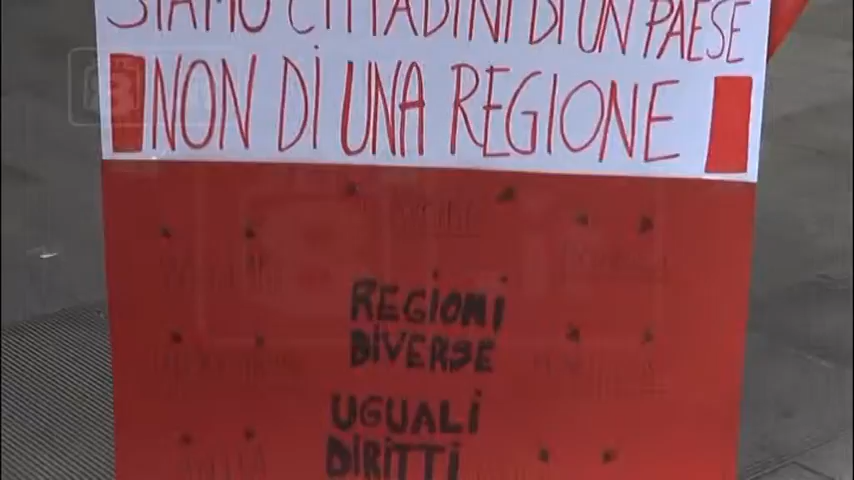 SIAMO CITTADINI DI UN PAESE
NON DI UNA REGIONE
REGIONI
DIVERSE
UGUALI
DIRITTI